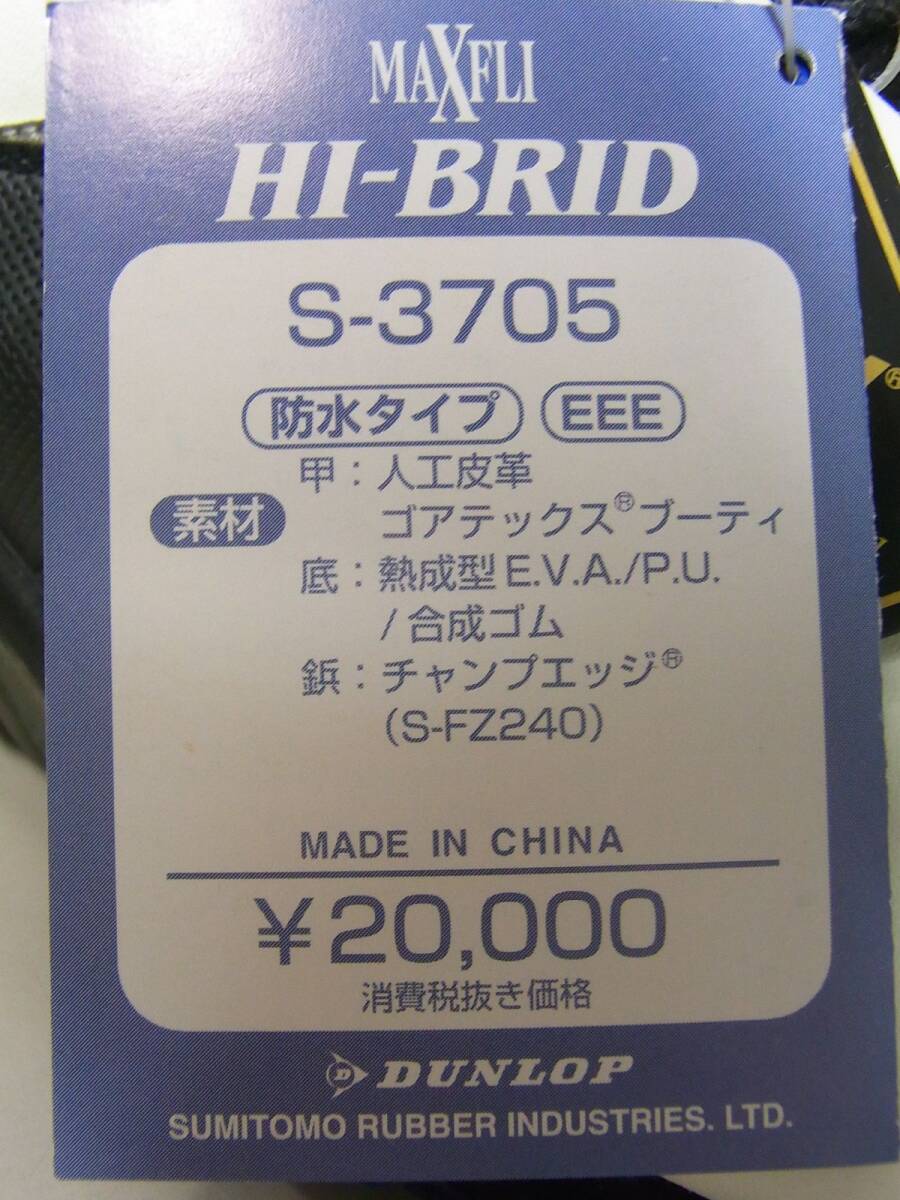 MAXFLI
HI-BRID
S-3705
防水タイプ EEE
甲：人工皮革
素材 ゴアテックス®ブーティ
底：熱成型E.V.A./P.U.
/合成ゴム
鋲：チャンプエッジ®
(S-FZ240)
MADE IN CHINA
¥20,000
消費税抜き価格
D DUNLOP
SUMITOMO RUBBER INDUSTRIES. LTD.
®